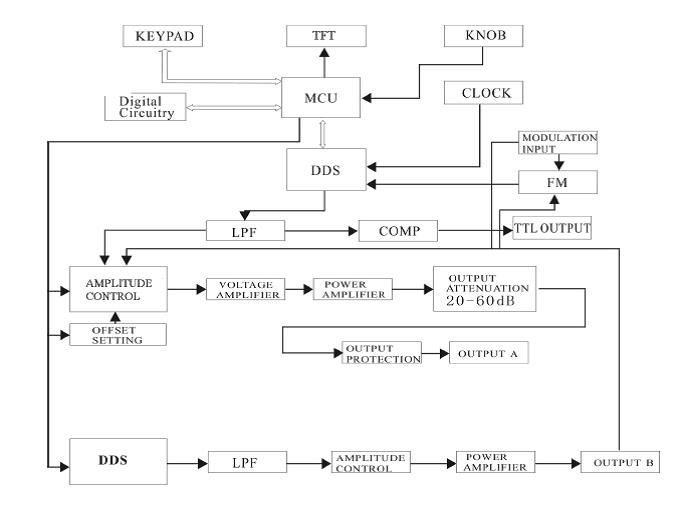 KEYPAD
TFT
KNOB
MCU
CLOCK
Digital
Circuitry
MODULATION
INPUT
DDS
FM
LPF
COMP
TTL OUTPUT
AMPLITUDE
CONTROL
VOLTAGE
AMPLIFIER
POWER
AMPLIFIER
OUTPUT
ATTENUATION
20-60dB
OFFSET
SETTING
OUTPUT
PROTECTION
OUTPUT A
DDS
LPF
AMPLITUDE
CONTROL
POWER
AMPLIFIER
OUTPUT B